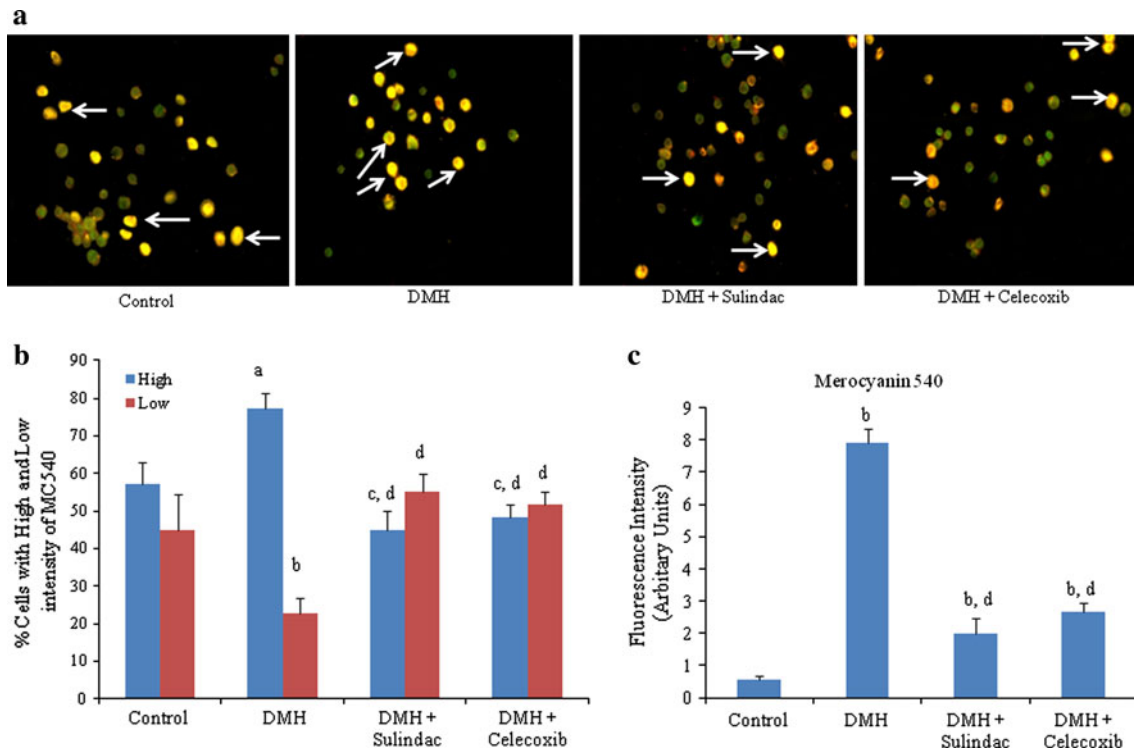 a
Control
DMH
DMH + Sulindac
DMH + Celecoxib
b
% Cells with High and Low
intensity of MC540
90
80
70
60
50
40
30
20
10
0
High
Low
a
b
c, d
d
c, d
d
Control
DMH
DMH +
Sulindac
DMH +
Celecoxib
c
Merocyanin 540
Fluorescence Intensity
(Arbitary Units)
9
8
7
6
5
4
3
2
1
0
b
b, d
b, d
Control
DMH
DMH +
Sulindac
DMH +
Celecoxib